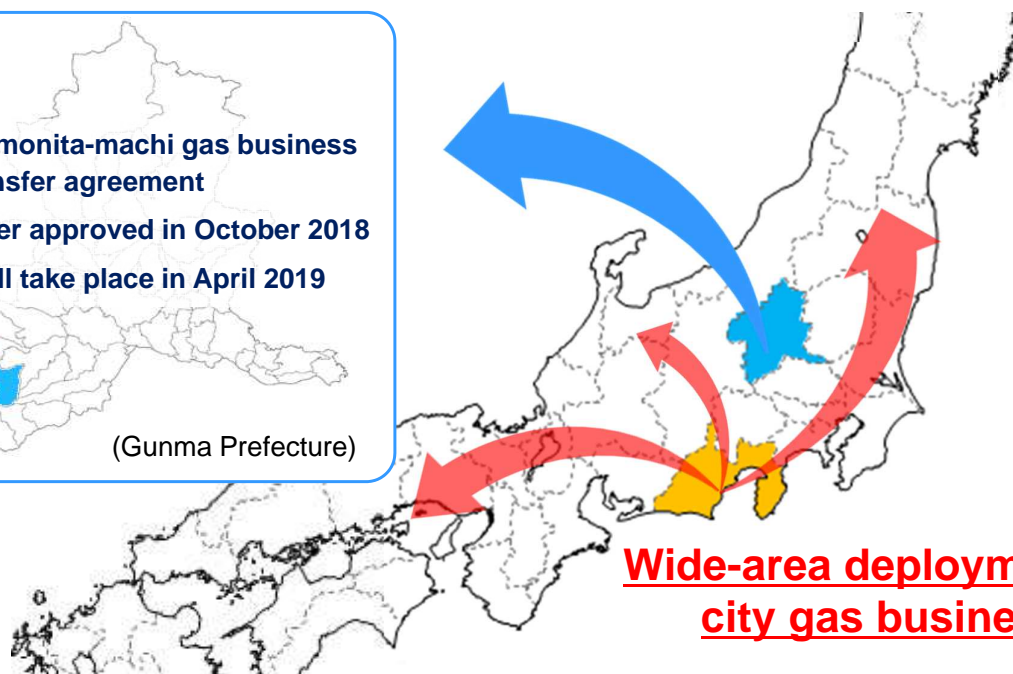 monita-machi gas business
nsfer agreement
er approved in October 2018
ll take place in April 2019
(Gunma Prefecture)
Wide-area deploym
city gas busine